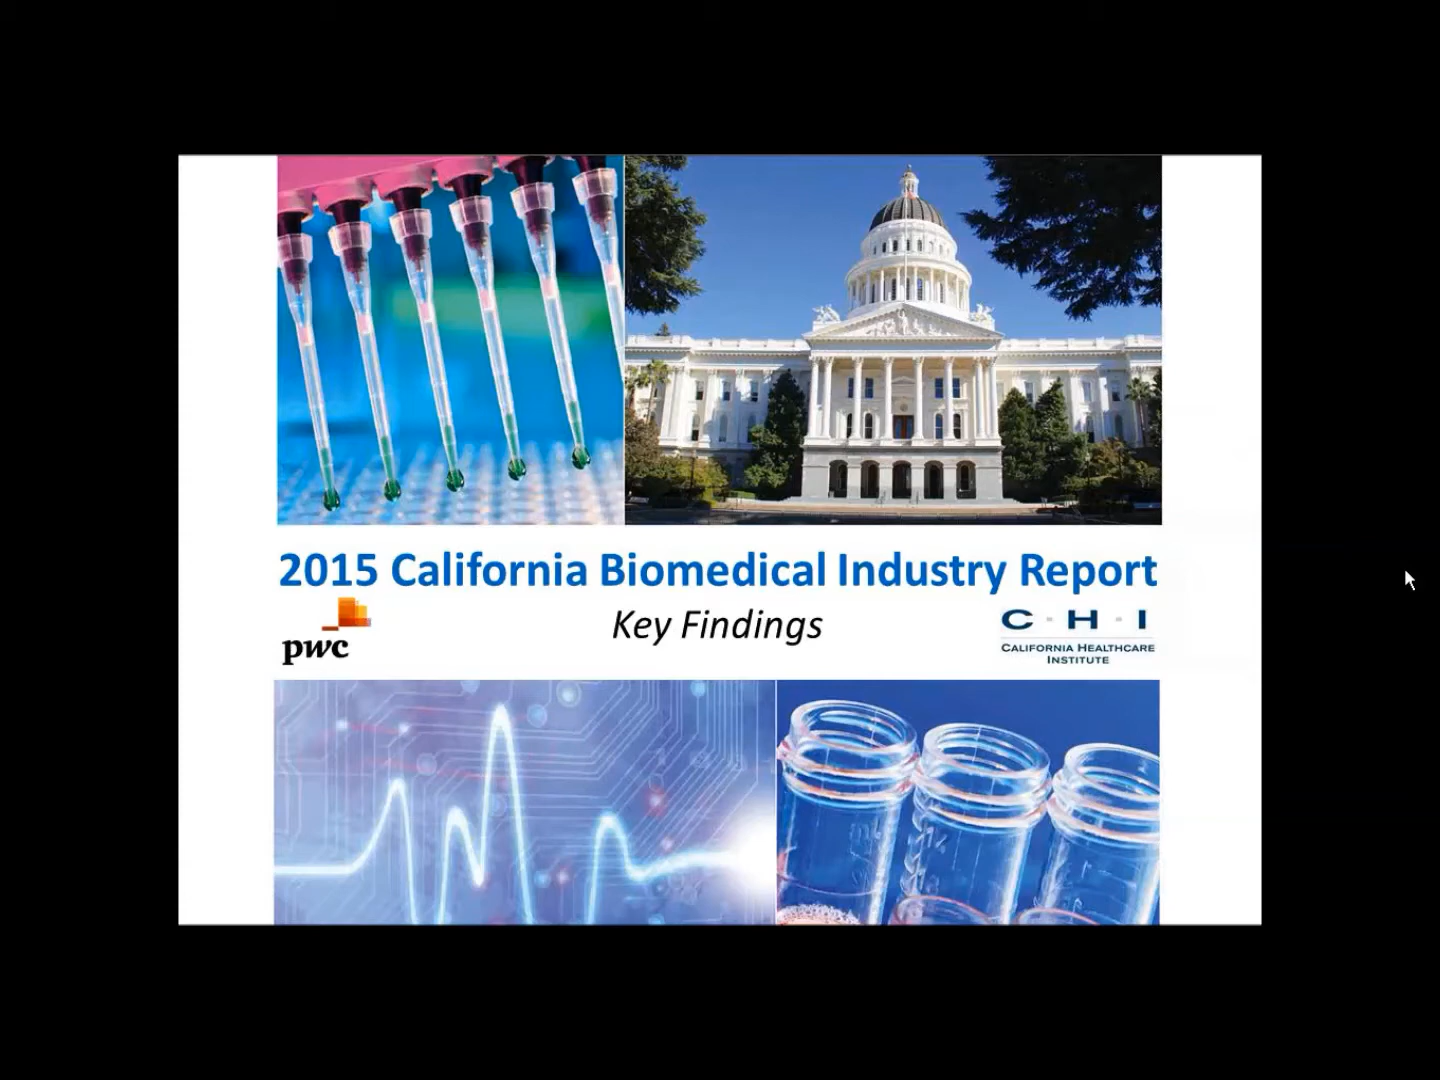 2015 California Biomedical Industry Report
Key Findings
pwc
C·H·I
CALIFORNIA HEALTHCARE
INSTITUTE